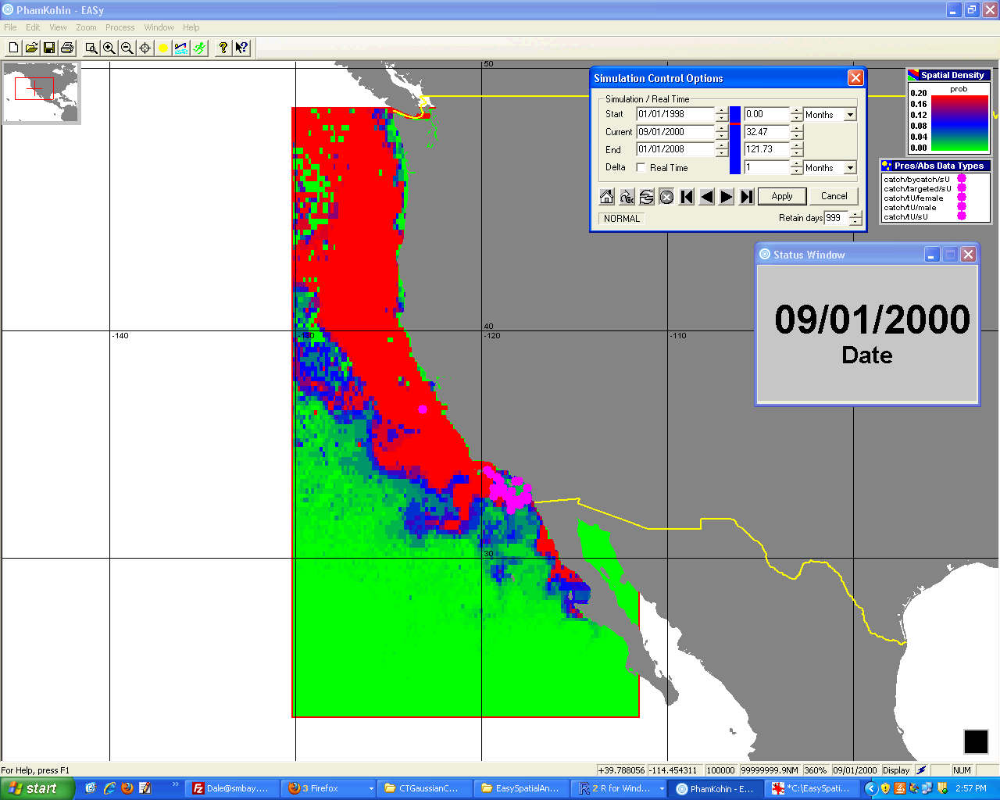 PhamKohin - EASy
File Edit View Zoom Process Window Help
50
40
30
-140
-130
-120
-110
Simulation Control Options
Simulation / Real Time
Start 01/01/1998 0.00 Months
Current 09/01/2000 32.47
End 01/01/2008 121.73
Delta Real Time 1 Months
Apply Cancel
NORMAL Retain days 999
Spatial Density
prob
0.20
0.16
0.12
0.08
0.04
0.00
Pres/Abs Data Types
catch/bycatch/sU
catch/targeted/sU
catch/tU/female
catch/tU/male
catch/tU/sU
Status Window
09/01/2000
Date
For Help, press F1 +39.788056 -114.454311 100000 99999999.9NM 360% 09/01/2000 Display NUM
start Dale@smbay.... 3 Firefox CTGaussianC... EasySpatialAn... 2 R for Wind... PhamKohin - E... *C:\EasySpati... 2:57 PM